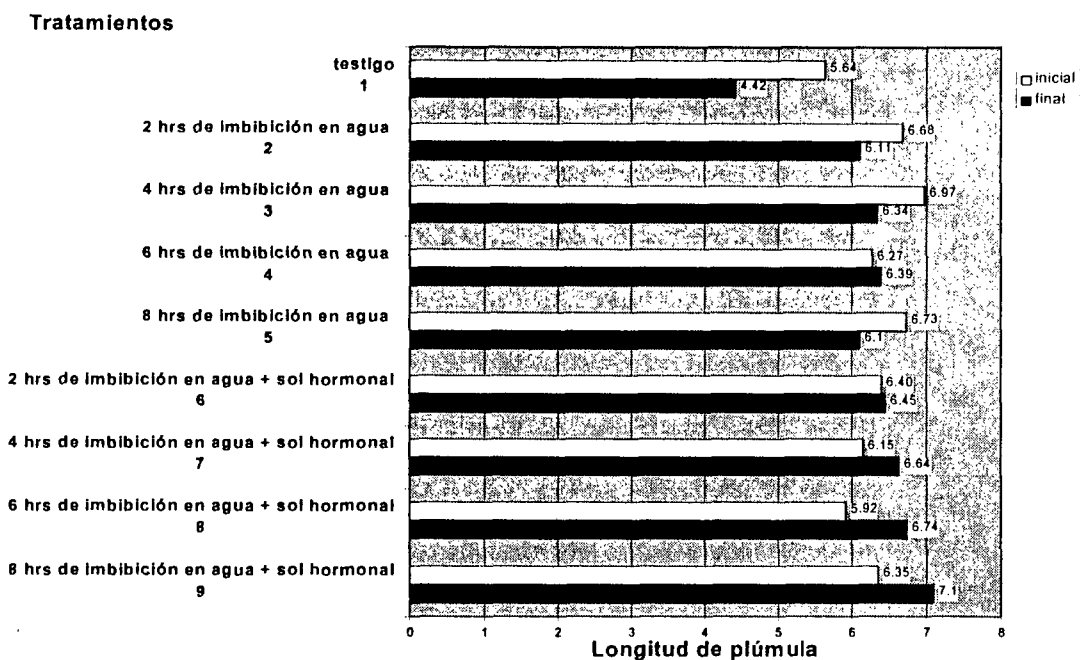 Tratamientos
testigo
1
5.64
4.42
inicial
final
2 hrs de imbibición en agua
2
6.68
6.11
4 hrs de imbibición en agua
3
6.97
6.34
6 hrs de imbibición en agua
4
6.27
6.39
8 hrs de imbibición en agua
5
6.73
6.1
2 hrs de imbibición en agua + sol hormonal
6
6.40
6.45
4 hrs de imbibición en agua + sol hormonal
7
6.15
6.64
6 hrs de imbibición en agua + sol hormonal
8
5.92
6.74
8 hrs de imbibición en agua + sol hormonal
9
6.35
7.1
0 1 2 3 4 5 6 7 8
Longitud de plúmula